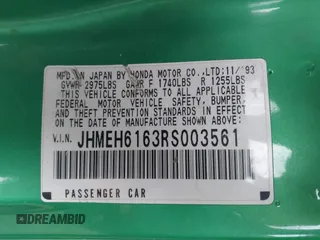 MFD. IN JAPAN BY HONDA MOTOR CO.,LTD:11/'93
GVWR 2975LBS GAWR F 1740LBS R 1255LBS
THIS VEHICLE CONFORMS TO ALL APPLICABLE
FEDERAL MOTOR VEHICLE SAFETY, BUMPER,
AND THEFT PREVENTION STANDARDS IN EFFECT
ON THE DATE OF MANUFACTURE SHOWN ABOVE.
V.I.N. JHMEH6163RS003561
PASSENGER CAR
DREAMBID